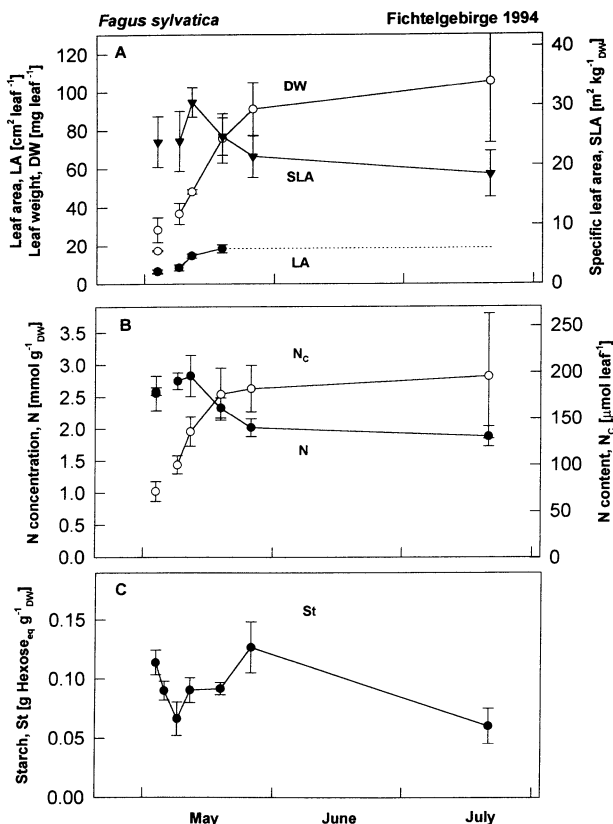 Fagus sylvatica Fichtelgebirge 1994
Leaf area, LA [cm² leaf⁻¹]
Leaf weight, DW [mg leaf⁻¹]
120
100
80
60
40
20
0
A
DW
SLA
LA
40
30
20
10
0
Specific leaf area, SLA [m² kg⁻¹DW]
N concentration, N [mmol g⁻¹DW]
3.5
3.0
2.5
2.0
1.5
1.0
0.5
0.0
B
NC
N
250
200
150
100
50
0
N content, NC [µmol leaf⁻¹]
Starch, St [g Hexoseeq g⁻¹DW]
0.15
0.10
0.05
0.00
C
St
May June July